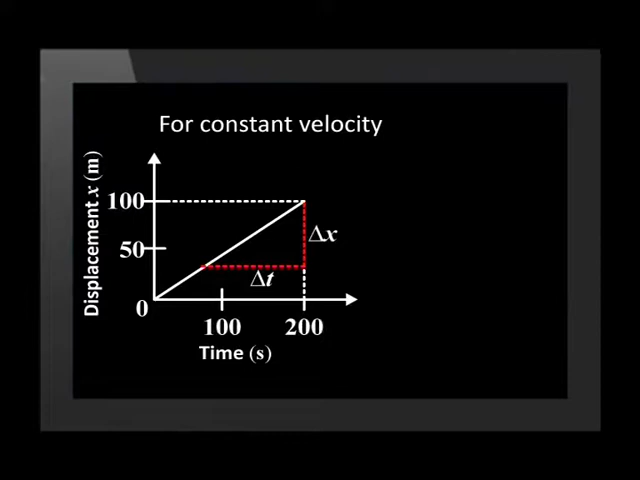 For constant velocity
Displacement x (m)
100
50
0
Δx
Δt
100 200
Time (s)